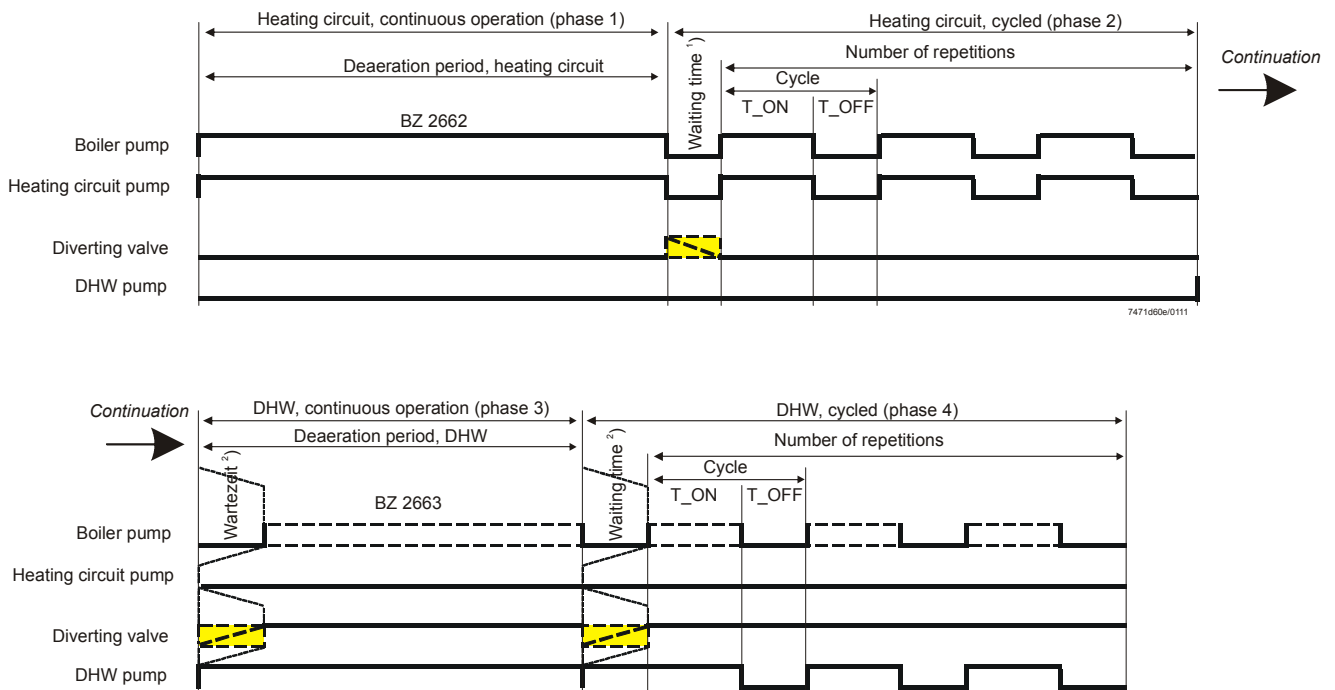 Heating circuit, continuous operation (phase 1)
Heating circuit, cycled (phase 2)
Deaeration period, heating circuit
Waiting time ¹)
Number of repetitions
Continuation
Cycle
T_ON
T_OFF
BZ 2662
Boiler pump
Heating circuit pump
Diverting valve
DHW pump
7471d60e/0111
Continuation
DHW, continuous operation (phase 3)
DHW, cycled (phase 4)
Deaeration period, DHW
Number of repetitions
Wartezeit ²)
Waiting time ²)
Cycle
T_ON
T_OFF
BZ 2663
Boiler pump
Heating circuit pump
Diverting valve
DHW pump